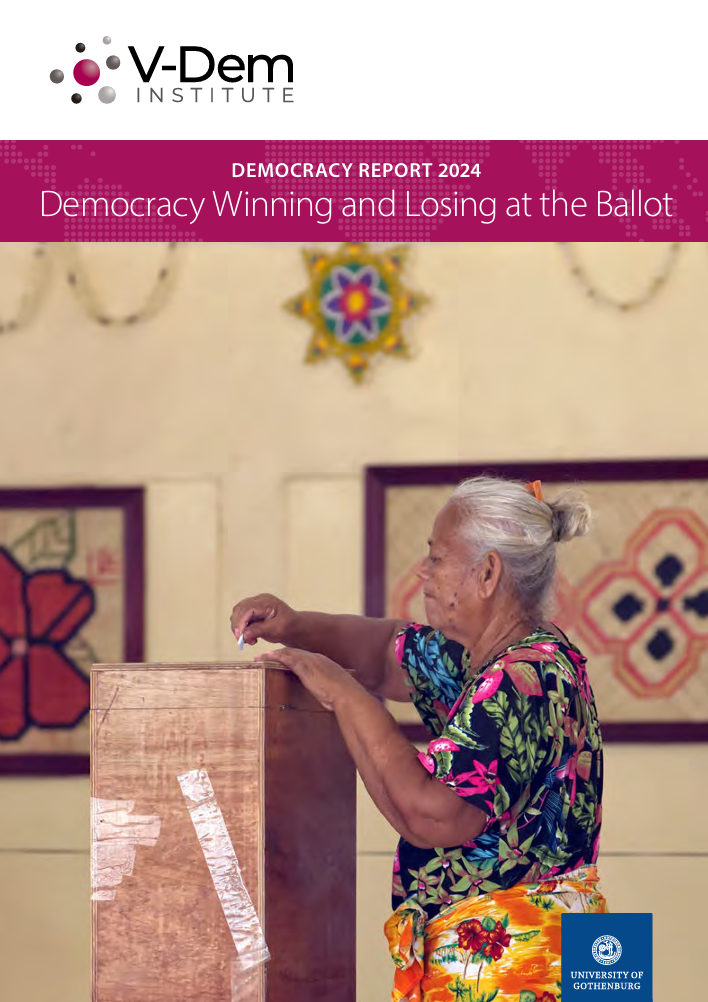 V-Dem
INSTITUTE
DEMOCRACY REPORT 2024
Democracy Winning and Losing at the Ballot
UNIVERSITY OF
GOTHENBURG